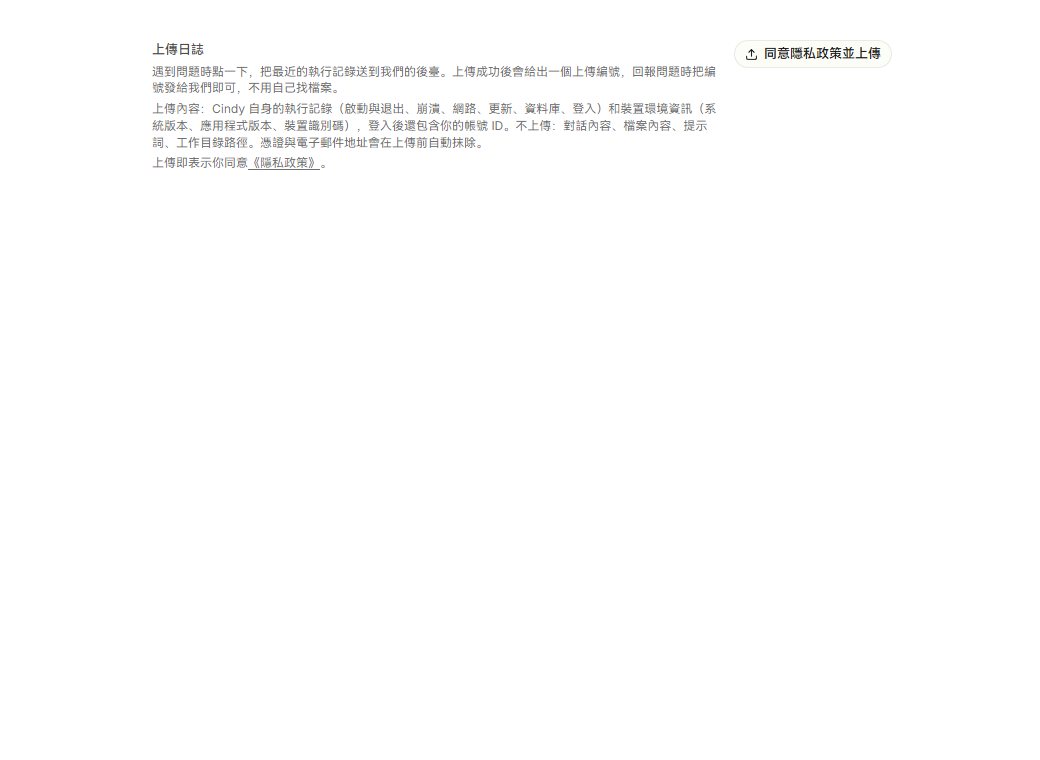 上傳日誌
同意隱私政策並上傳
遇到問題時點一下，把最近的執行記錄送到我們的後臺。上傳成功後會給出一個上傳編號，回報問題時把編
號發給我們即可，不用自己找檔案。
上傳內容：Cindy 自身的執行記錄（啟動與退出、崩潰、網路、更新、資料庫、登入）和裝置環境資訊（系
統版本、應用程式版本、裝置識別碼），登入後還包含你的帳號 ID。不上傳：對話內容、檔案內容、提示
詞、工作目錄路徑。憑證與電子郵件地址會在上傳前自動抹除。
上傳即表示你同意《隱私政策》。